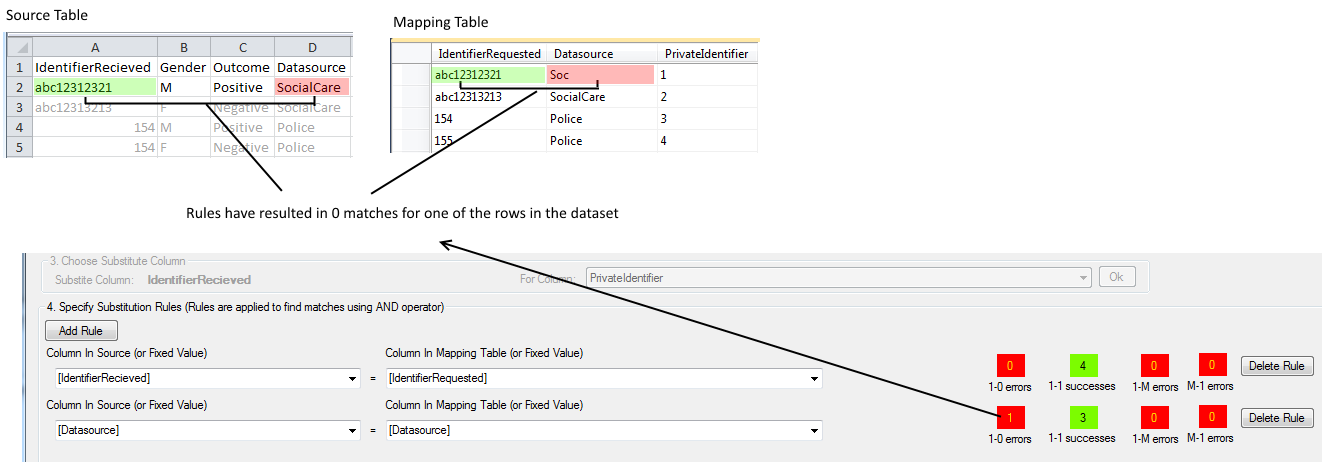 Source Table
A B C D
1 IdentifierRecieved Gender Outcome Datasource
2 abc12312321 M Positive SocialCare
3 abc12313213 F Negative SocialCare
4 154 M Positive Police
5 154 F Negative Police
Mapping Table
IdentifierRequested Datasource PrivateIdentifier
abc12312321 Soc 1
abc12313213 SocialCare 2
154 Police 3
155 Police 4
Rules have resulted in 0 matches for one of the rows in the dataset
3. Choose Substitute Column
Substite Column: IdentifierRecieved For Column: PrivateIdentifier Ok
4. Specify Substitution Rules (Rules are applied to find matches using AND operator)
Add Rule
Column In Source (or Fixed Value) Column In Mapping Table (or Fixed Value)
[IdentifierRecieved] = [IdentifierRequested] 0 4 0 0 Delete Rule
1-0 errors 1-1 successes 1-M errors M-1 errors
Column In Source (or Fixed Value) Column In Mapping Table (or Fixed Value)
[Datasource] = [Datasource] 1 3 0 0 Delete Rule
1-0 errors 1-1 successes 1-M errors M-1 errors